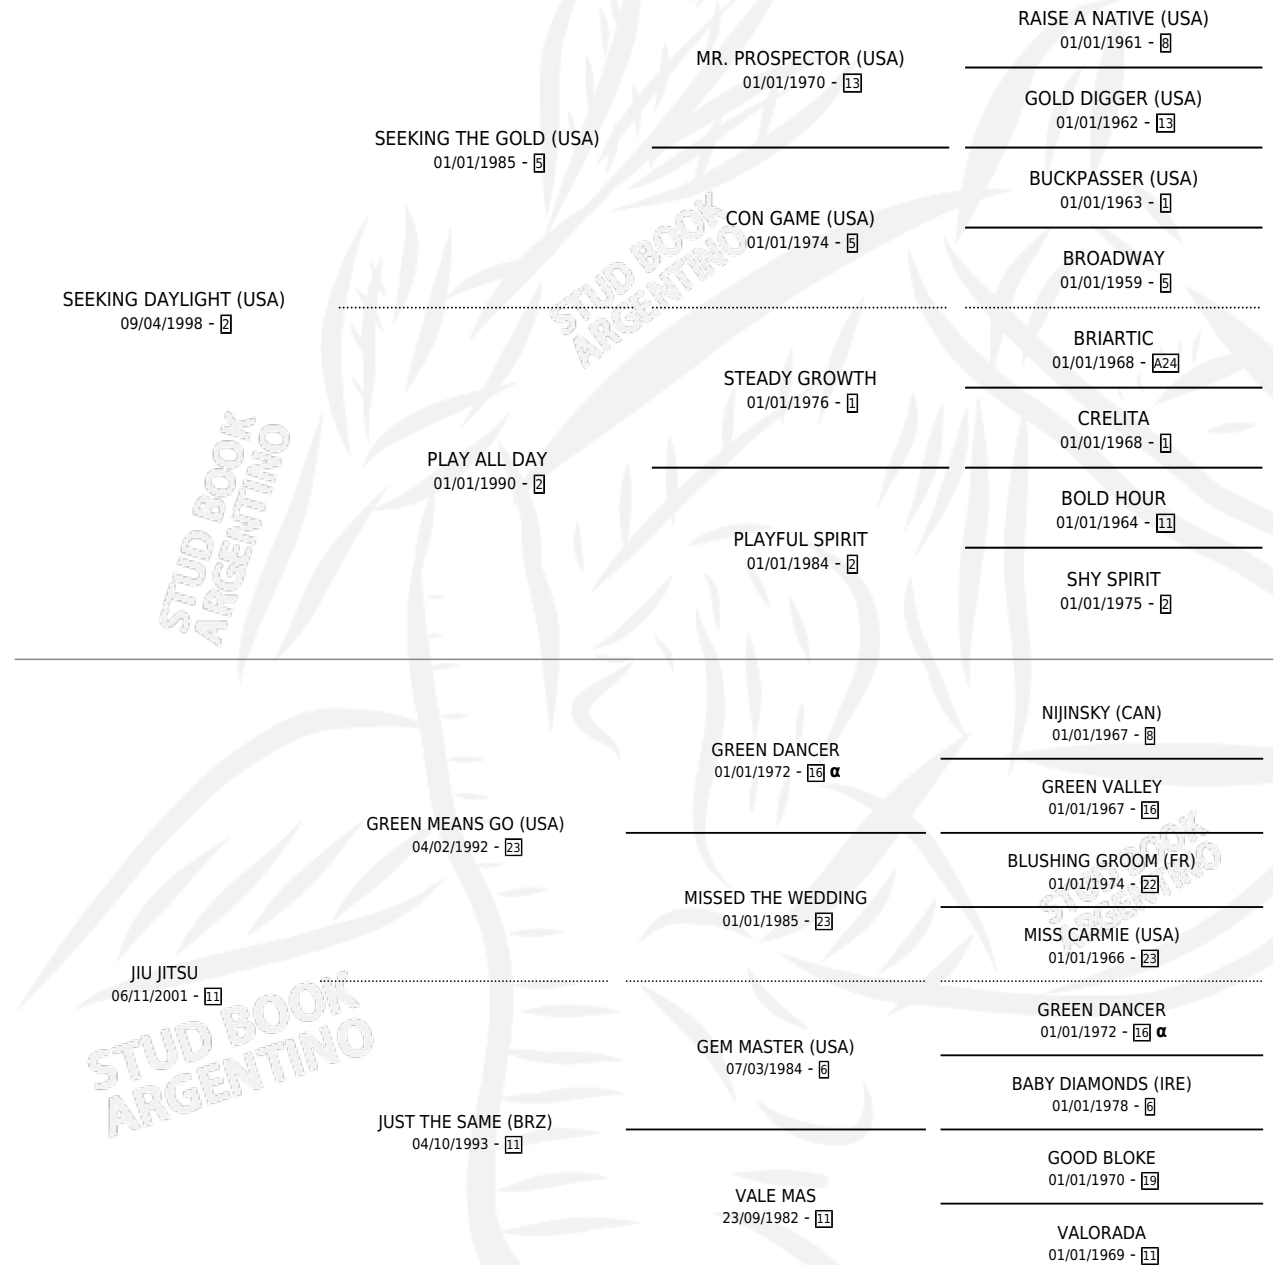 SEEKING DAYLIGHT (USA)
09/04/1998 - 2
SEEKING THE GOLD (USA)
01/01/1985 - 5
PLAY ALL DAY
01/01/1990 - 2
MR. PROSPECTOR (USA)
01/01/1970 - 13
CON GAME (USA)
01/01/1974 - 5
STEADY GROWTH
01/01/1976 - 1
PLAYFUL SPIRIT
01/01/1984 - 2
RAISE A NATIVE (USA)
01/01/1961 - 8
GOLD DIGGER (USA)
01/01/1962 - 13
BUCKPASSER (USA)
01/01/1963 - 1
BROADWAY
01/01/1959 - 5
BRIARTIC
01/01/1968 - A24
CRELITA
01/01/1968 - 1
BOLD HOUR
01/01/1964 - 11
SHY SPIRIT
01/01/1975 - 2
JIU JITSU
06/11/2001 - 11
GREEN MEANS GO (USA)
04/02/1992 - 23
JUST THE SAME (BRZ)
04/10/1993 - 11
GREEN DANCER
01/01/1972 - 16 α
MISSED THE WEDDING
01/01/1985 - 23
GEM MASTER (USA)
07/03/1984 - 6
VALE MAS
23/09/1982 - 11
NIJINSKY (CAN)
01/01/1967 - 8
GREEN VALLEY
01/01/1967 - 16
BLUSHING GROOM (FR)
01/01/1974 - 22
MISS CARMIE (USA)
01/01/1966 - 23
GREEN DANCER
01/01/1972 - 16 α
BABY DIAMONDS (IRE)
01/01/1978 - 6
GOOD BLOKE
01/01/1970 - 19
VALORADA
01/01/1969 - 11
STUD BOOK
ARGENTINO
STUD BOOK
ARGENTINO
STUD BOOK
ARGENTINO
STUD BOOK
ARGENTINO